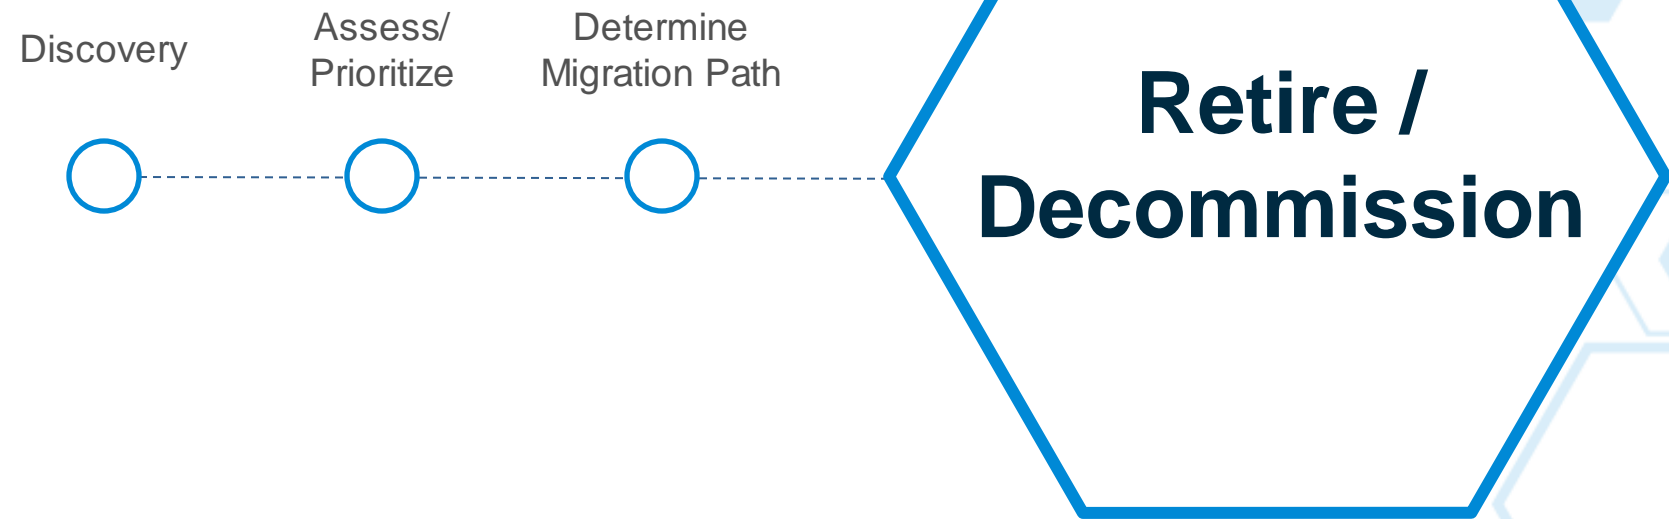 Discovery
Assess/
Prioritize
Determine
Migration Path
Retire /
Decommission